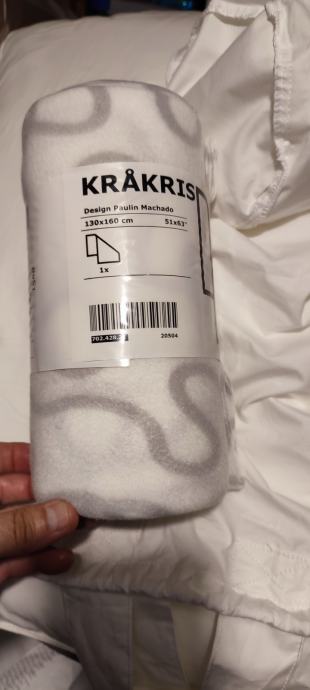 KRÅKRIS
Design Paulin Machado
130x160 cm 51x63"
1x
702.428. 20504